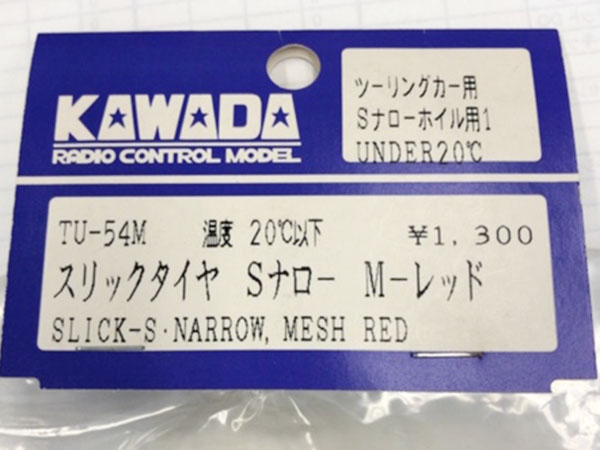 KAWADA
RADIO CONTROL MODEL
ツーリングカー用
Sナローホイル用1
UNDER20℃
TU-54M 温度 20℃以下 ¥1,300
スリックタイヤ Sナロー M-レッド
SLICK-S・NARROW, MESH RED